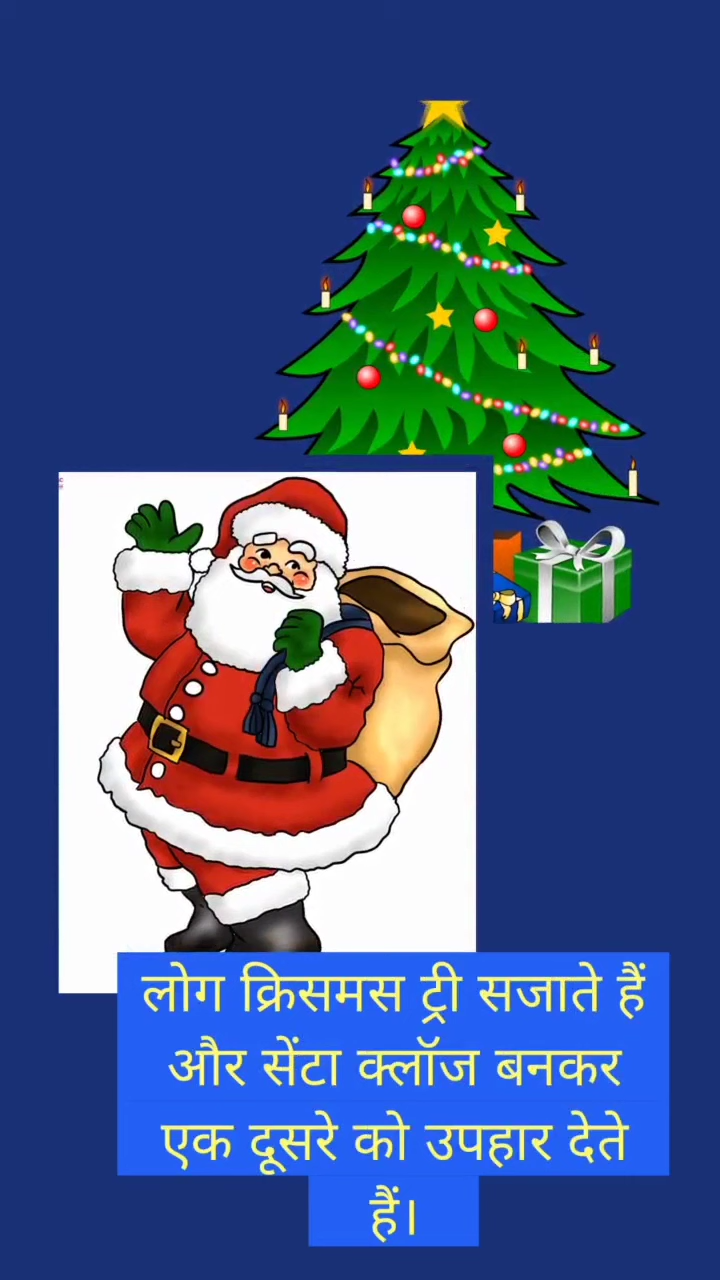 लोग क्रिसमस ट्री सजाते हैं
और सेंटा क्लॉज बनकर
एक दूसरे को उपहार देते
हैं।